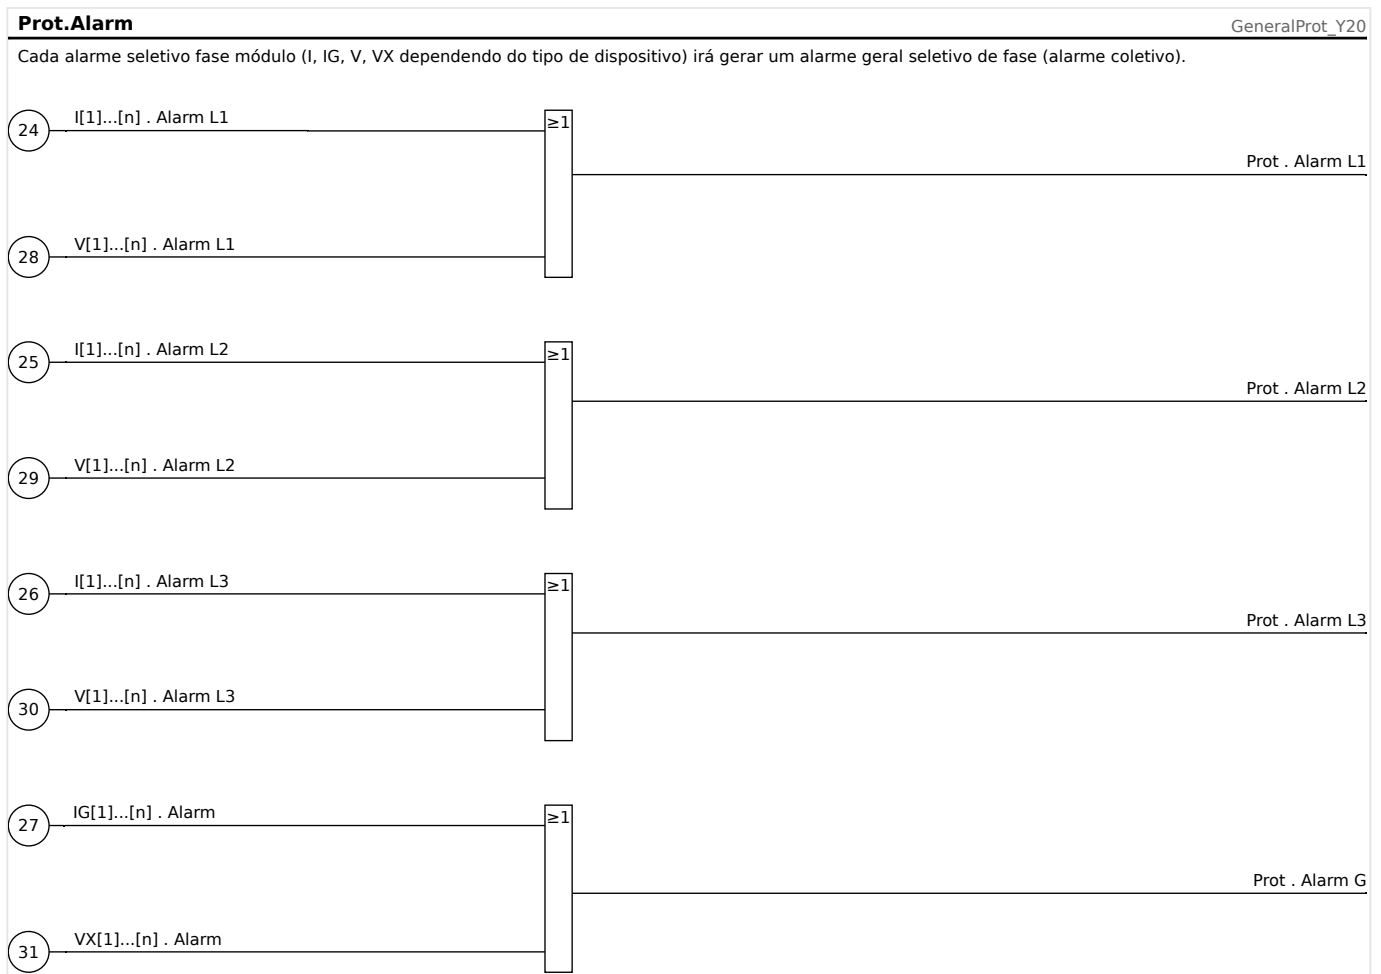 Prot.Alarm
GeneralProt_Y20
Cada alarme seletivo fase módulo (I, IG, V, VX dependendo do tipo de dispositivo) irá gerar um alarme geral seletivo de fase (alarme coletivo).
24
I[1]...[n] . Alarm L1
≥1
Prot . Alarm L1
28
V[1]...[n] . Alarm L1
25
I[1]...[n] . Alarm L2
≥1
Prot . Alarm L2
29
V[1]...[n] . Alarm L2
26
I[1]...[n] . Alarm L3
≥1
Prot . Alarm L3
30
V[1]...[n] . Alarm L3
27
IG[1]...[n] . Alarm
≥1
Prot . Alarm G
31
VX[1]...[n] . Alarm